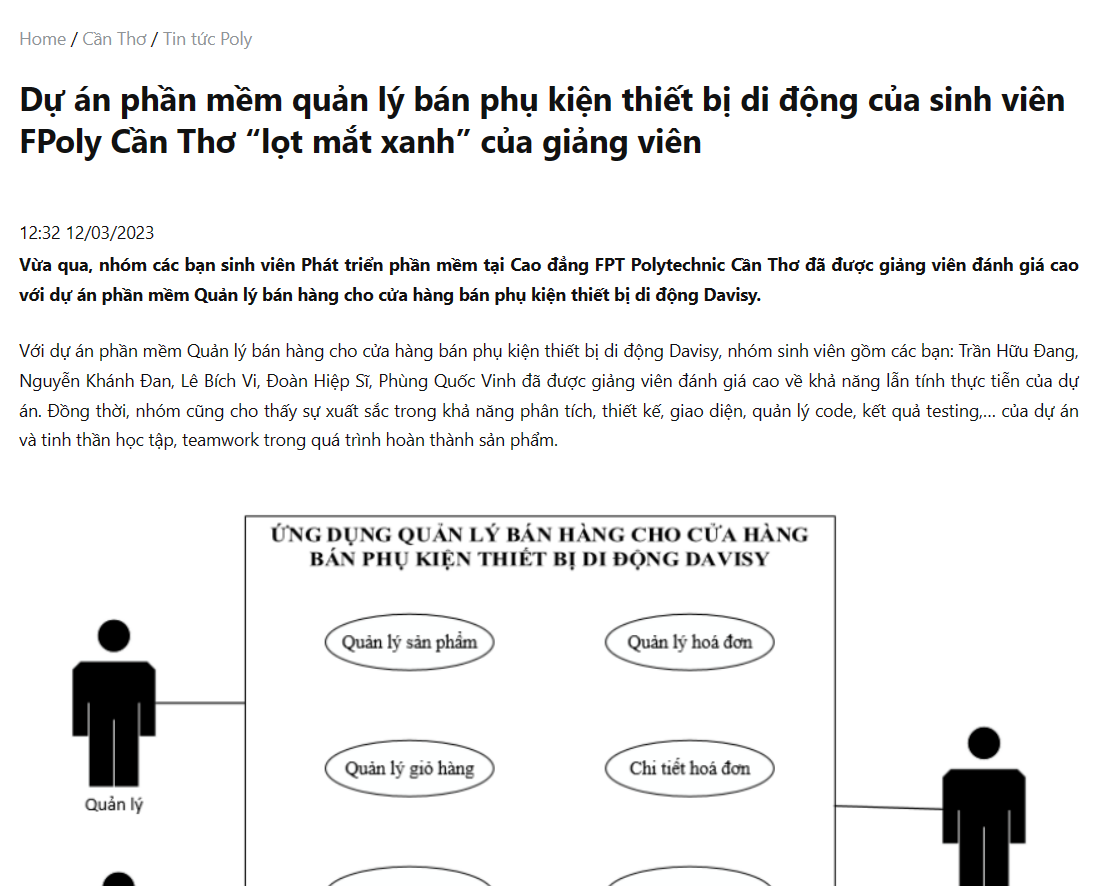 Home / Cần Thơ / Tin tức Poly
Dự án phần mềm quản lý bán phụ kiện thiết bị di động của sinh viên
FPoly Cần Thơ “lọt mắt xanh” của giảng viên
12:32 12/03/2023
Vừa qua, nhóm các bạn sinh viên Phát triển phần mềm tại Cao đẳng FPT Polytechnic Cần Thơ đã được giảng viên đánh giá cao
với dự án phần mềm Quản lý bán hàng cho cửa hàng bán phụ kiện thiết bị di động Davisy.
Với dự án phần mềm Quản lý bán hàng cho cửa hàng bán phụ kiện thiết bị di động Davisy, nhóm sinh viên gồm các bạn: Trần Hữu Đang,
Nguyễn Khánh Đan, Lê Bích Vi, Đoàn Hiệp Sĩ, Phùng Quốc Vinh đã được giảng viên đánh giá cao về khả năng lẫn tính thực tiễn của dự
án. Đồng thời, nhóm cũng cho thấy sự xuất sắc trong khả năng phân tích, thiết kế, giao diện, quản lý code, kết quả testing,… của dự án
và tinh thần học tập, teamwork trong quá trình hoàn thành sản phẩm.
ỨNG DỤNG QUẢN LÝ BÁN HÀNG CHO CỬA HÀNG
BÁN PHỤ KIỆN THIẾT BỊ DI ĐỘNG DAVISY
Quản lý sản phẩm
Quản lý hoá đơn
Quản lý giỏ hàng
Chi tiết hoá đơn
Quản lý